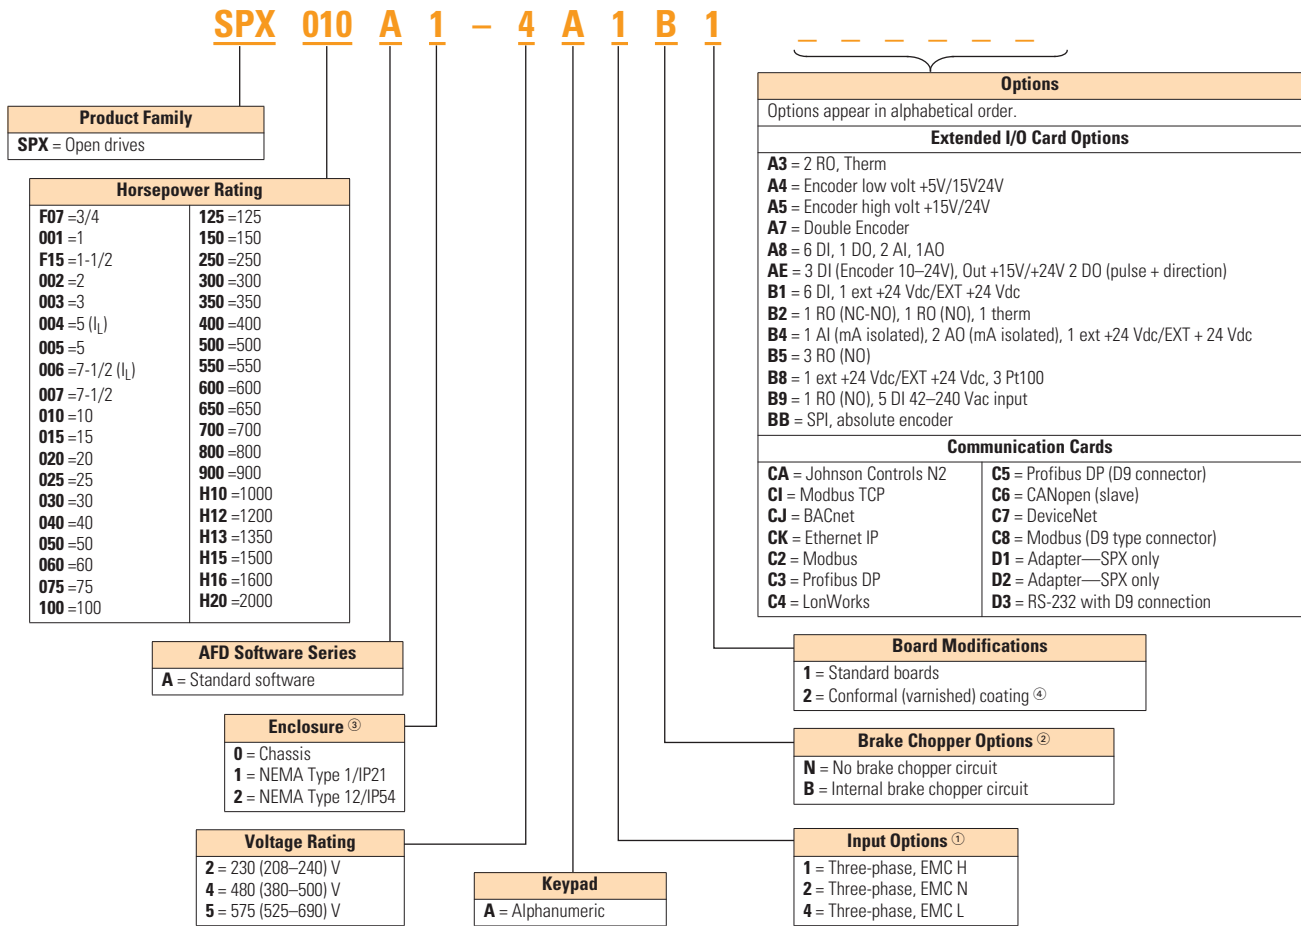 SPX 010 A 1 – 4 A 1 B 1 _ _ _ _ _ _
Product Family
SPX = Open drives
Horsepower Rating
F07 =3/4
001 =1
F15 =1-1/2
002 =2
003 =3
004 =5 (IL)
005 =5
006 =7-1/2 (IL)
007 =7-1/2
010 =10
015 =15
020 =20
025 =25
030 =30
040 =40
050 =50
060 =60
075 =75
100 =100
125 =125
150 =150
250 =250
300 =300
350 =350
400 =400
500 =500
550 =550
600 =600
650 =650
700 =700
800 =800
900 =900
H10 =1000
H12 =1200
H13 =1350
H15 =1500
H16 =1600
H20 =2000
AFD Software Series
A = Standard software
Enclosure ③
0 = Chassis
1 = NEMA Type 1/IP21
2 = NEMA Type 12/IP54
Voltage Rating
2 = 230 (208–240) V
4 = 480 (380–500) V
5 = 575 (525–690) V
Keypad
A = Alphanumeric
Options
Options appear in alphabetical order.
Extended I/O Card Options
A3 = 2 RO, Therm
A4 = Encoder low volt +5V/15V24V
A5 = Encoder high volt +15V/24V
A7 = Double Encoder
A8 = 6 DI, 1 DO, 2 AI, 1AO
AE = 3 DI (Encoder 10–24V), Out +15V/+24V 2 DO (pulse + direction)
B1 = 6 DI, 1 ext +24 Vdc/EXT +24 Vdc
B2 = 1 RO (NC-NO), 1 RO (NO), 1 therm
B4 = 1 AI (mA isolated), 2 AO (mA isolated), 1 ext +24 Vdc/EXT + 24 Vdc
B5 = 3 RO (NO)
B8 = 1 ext +24 Vdc/EXT +24 Vdc, 3 Pt100
B9 = 1 RO (NO), 5 DI 42–240 Vac input
BB = SPI, absolute encoder
Communication Cards
CA = Johnson Controls N2
CI = Modbus TCP
CJ = BACnet
CK = Ethernet IP
C2 = Modbus
C3 = Profibus DP
C4 = LonWorks
C5 = Profibus DP (D9 connector)
C6 = CANopen (slave)
C7 = DeviceNet
C8 = Modbus (D9 type connector)
D1 = Adapter—SPX only
D2 = Adapter—SPX only
D3 = RS-232 with D9 connection
Board Modifications
1 = Standard boards
2 = Conformal (varnished) coating ④
Brake Chopper Options ②
N = No brake chopper circuit
B = Internal brake chopper circuit
Input Options ①
1 = Three-phase, EMC H
2 = Three-phase, EMC N
4 = Three-phase, EMC L